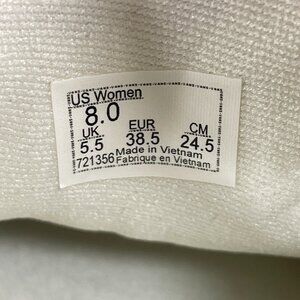 US Women
8.0
UK EUR CM
5.5 38.5 24.5
721356 Made in Vietnam
Fabrique en Vietnam